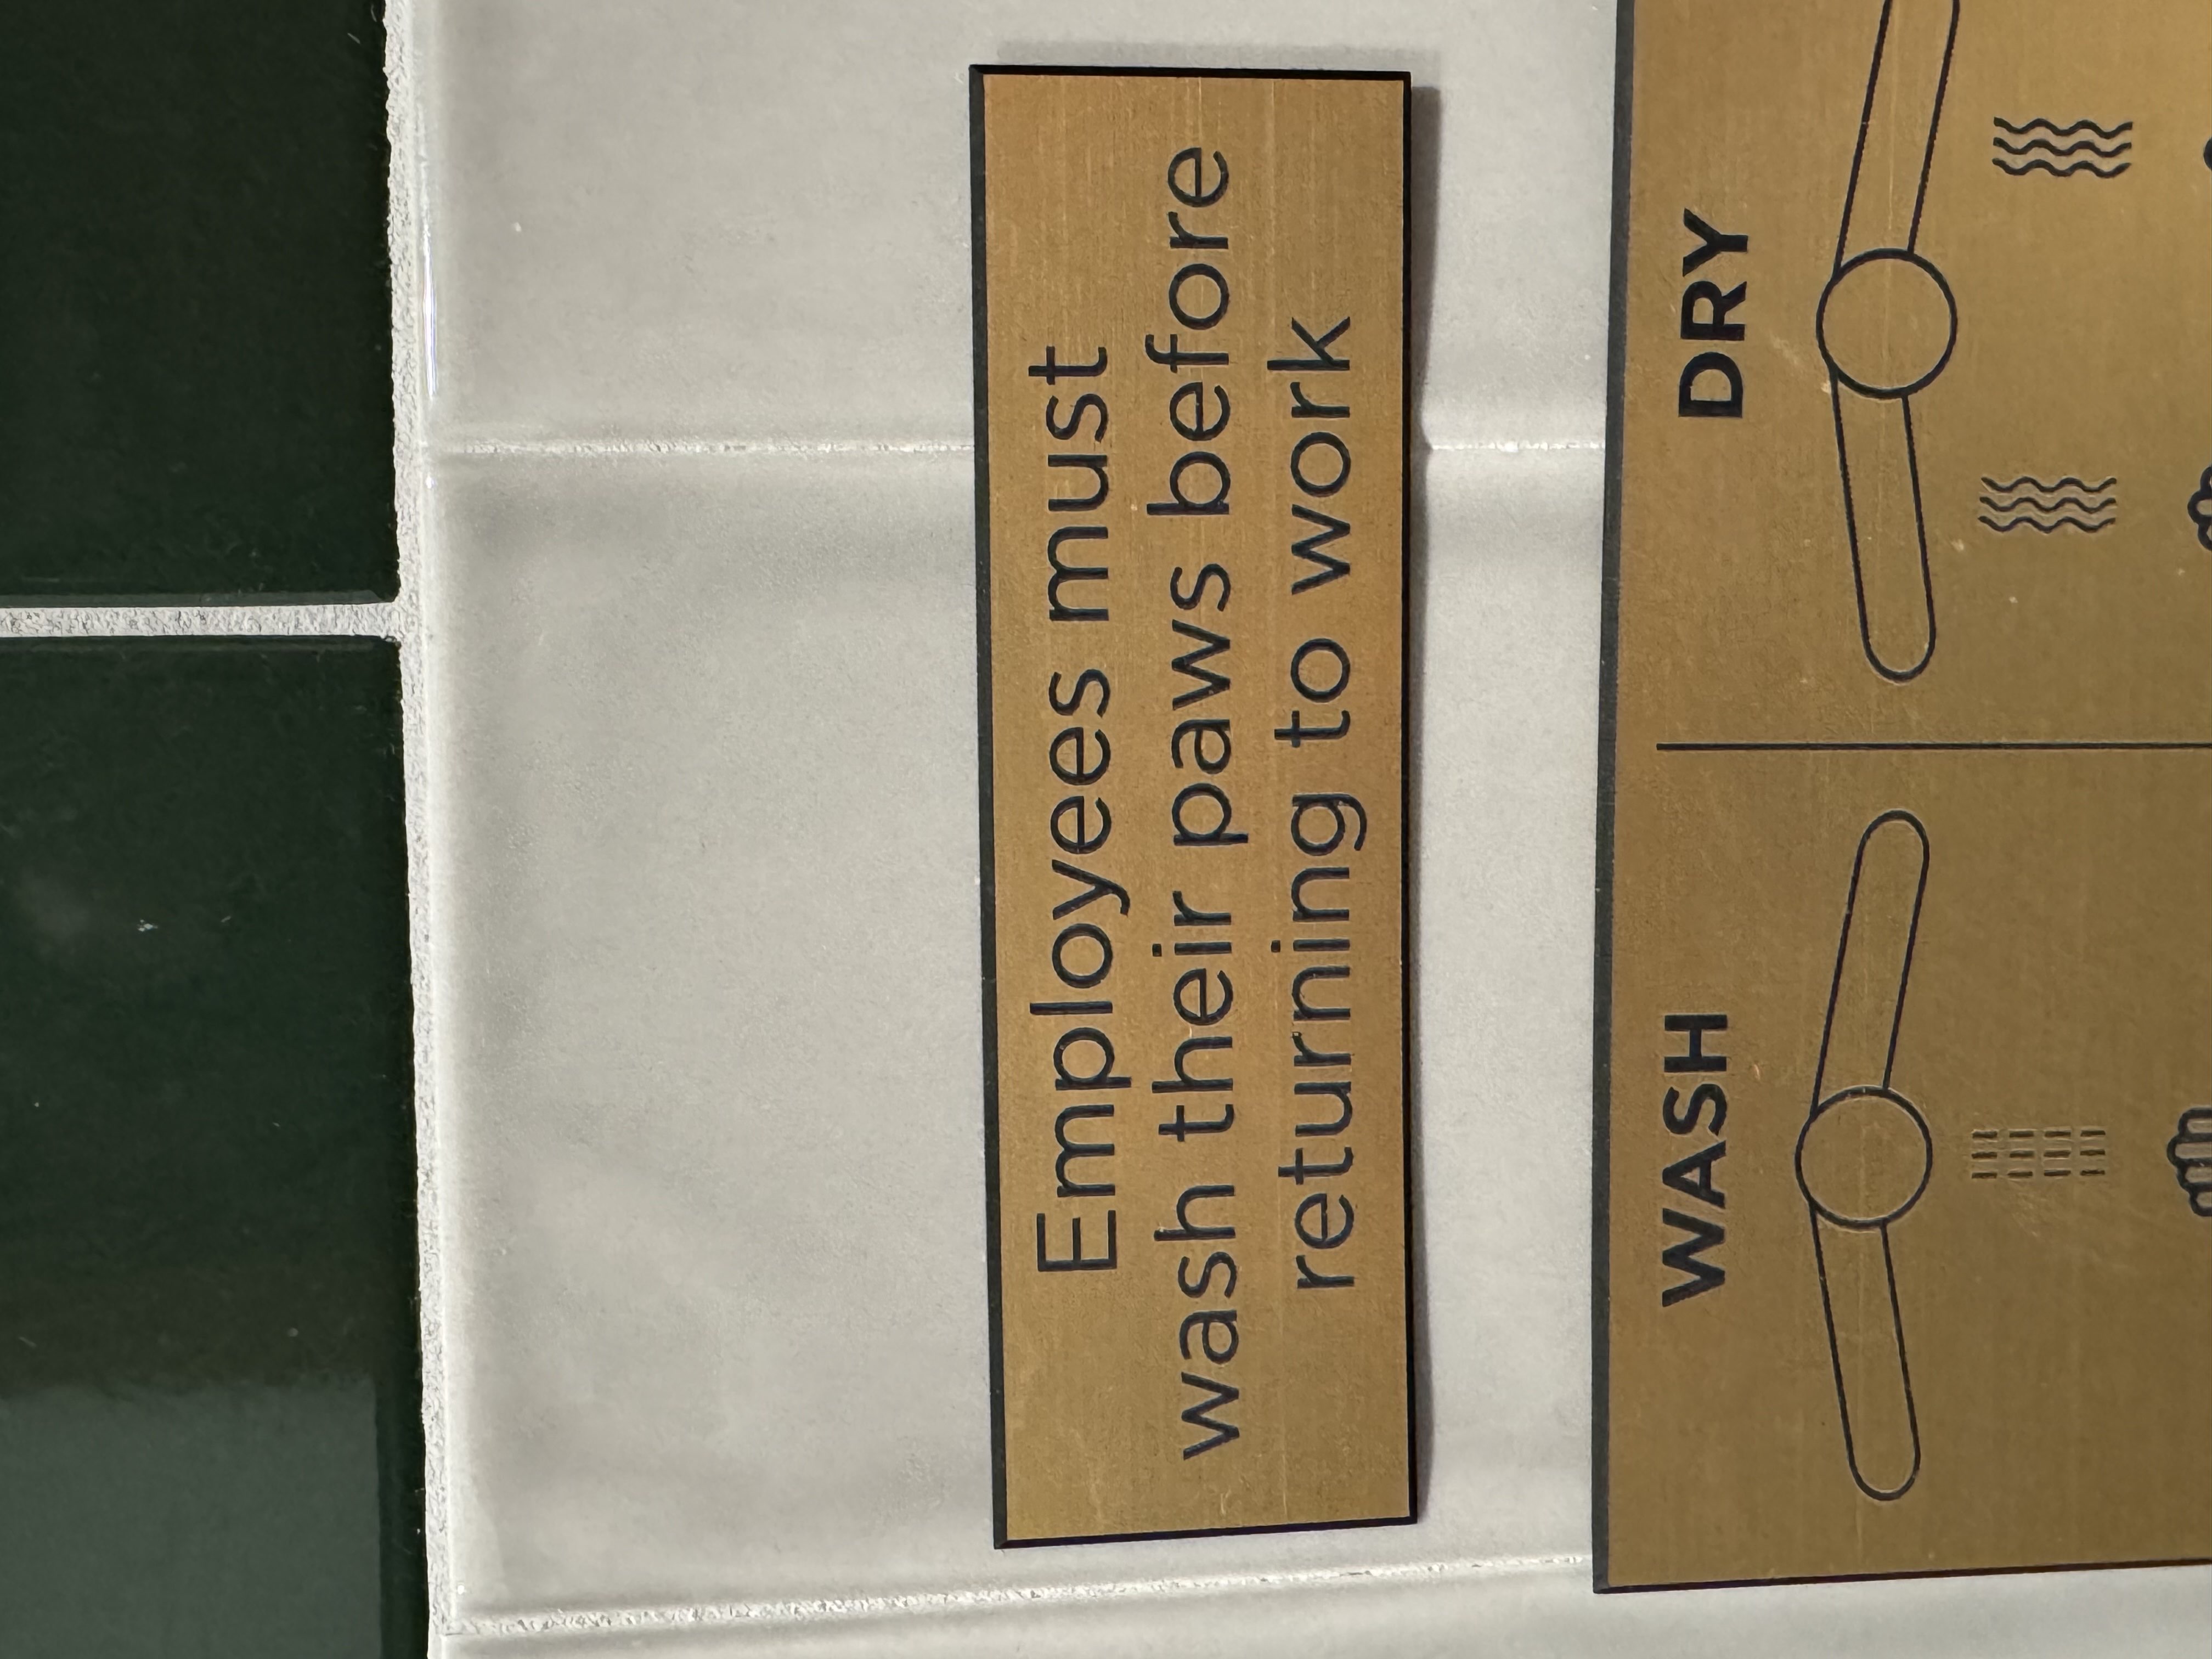 Employees must
wash their paws before
returning to work
WASH
DRY